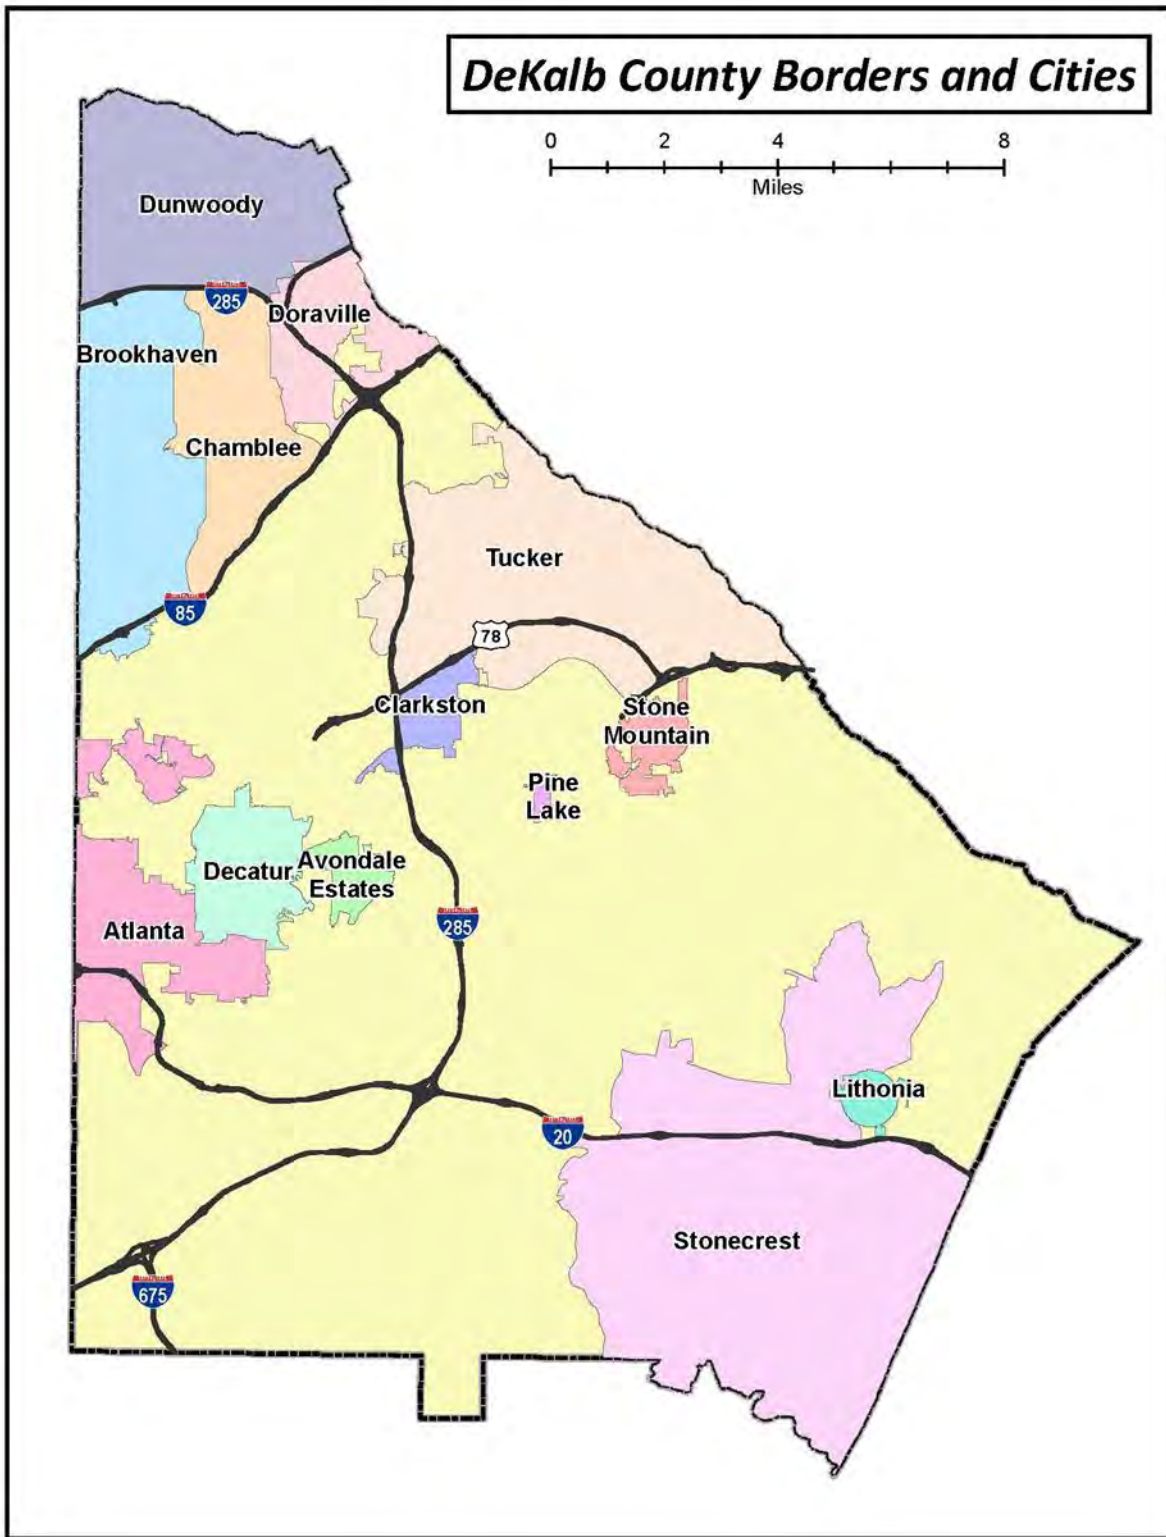 DeKalb County Borders and Cities
0 2 4 8
Miles
Dunwoody
285
Doraville
Brookhaven
Chamblee
Tucker
85
78
Clarkston
Stone
Mountain
Pine
Lake
Decatur
Avondale
Estates
Atlanta
285
Lithonia
20
Stonecrest
675